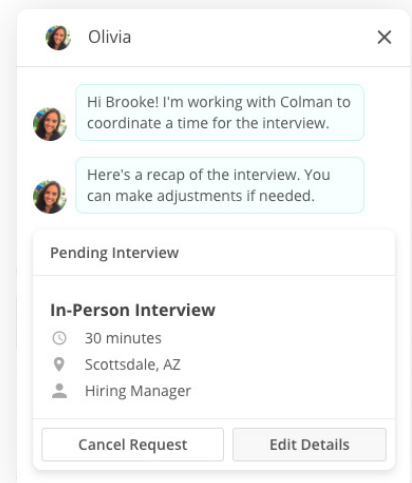 Olivia
Hi Brooke! I'm working with Colman to
coordinate a time for the interview.
Here's a recap of the interview. You
can make adjustments if needed.
Pending Interview
In-Person Interview
30 minutes
Scottsdale, AZ
Hiring Manager
Cancel Request
Edit Details